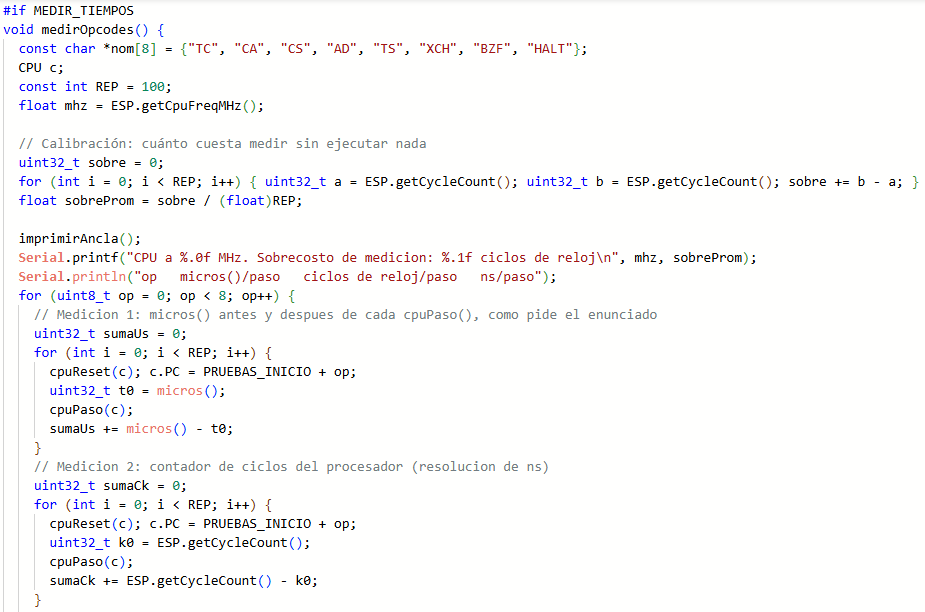 #if MEDIR_TIEMPOS
void medirOpcodes() {
  const char *nom[8] = {"TC", "CA", "CS", "AD", "TS", "XCH", "BZF", "HALT"};
  CPU c;
  const int REP = 100;
  float mhz = ESP.getCpuFreqMHz();

  // Calibración: cuánto cuesta medir sin ejecutar nada
  uint32_t sobre = 0;
  for (int i = 0; i < REP; i++) { uint32_t a = ESP.getCycleCount(); uint32_t b = ESP.getCycleCount(); sobre += b - a; }
  float sobreProm = sobre / (float)REP;

  imprimirAncla();
  Serial.printf("CPU a %.0f MHz. Sobrecosto de medicion: %.1f ciclos de reloj\n", mhz, sobreProm);
  Serial.println("op   micros()/paso   ciclos de reloj/paso   ns/paso");
  for (uint8_t op = 0; op < 8; op++) {
    // Medicion 1: micros() antes y despues de cada cpuPaso(), como pide el enunciado
    uint32_t sumaUs = 0;
    for (int i = 0; i < REP; i++) {
      cpuReset(c); c.PC = PRUEBAS_INICIO + op;
      uint32_t t0 = micros();
      cpuPaso(c);
      sumaUs += micros() - t0;
    }
    // Medicion 2: contador de ciclos del procesador (resolucion de ns)
    uint32_t sumaCk = 0;
    for (int i = 0; i < REP; i++) {
      cpuReset(c); c.PC = PRUEBAS_INICIO + op;
      uint32_t k0 = ESP.getCycleCount();
      cpuPaso(c);
      sumaCk += ESP.getCycleCount() - k0;
    }